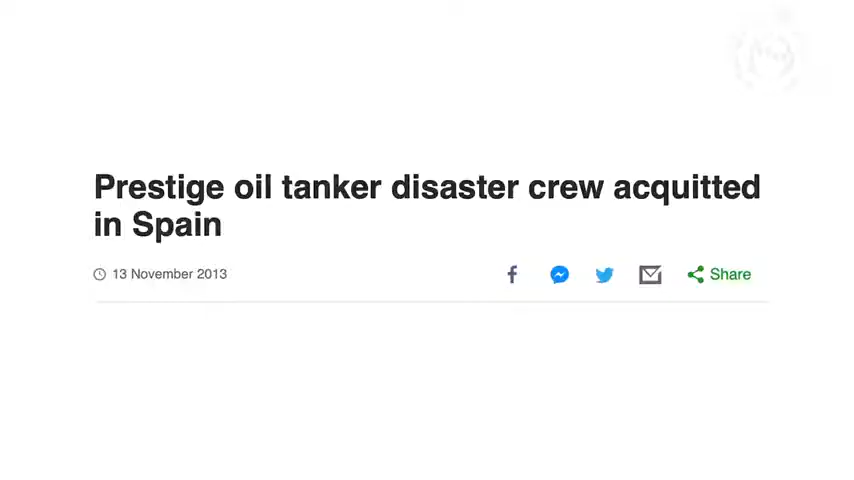 Prestige oil tanker disaster crew acquitted
in Spain
13 November 2013
Share